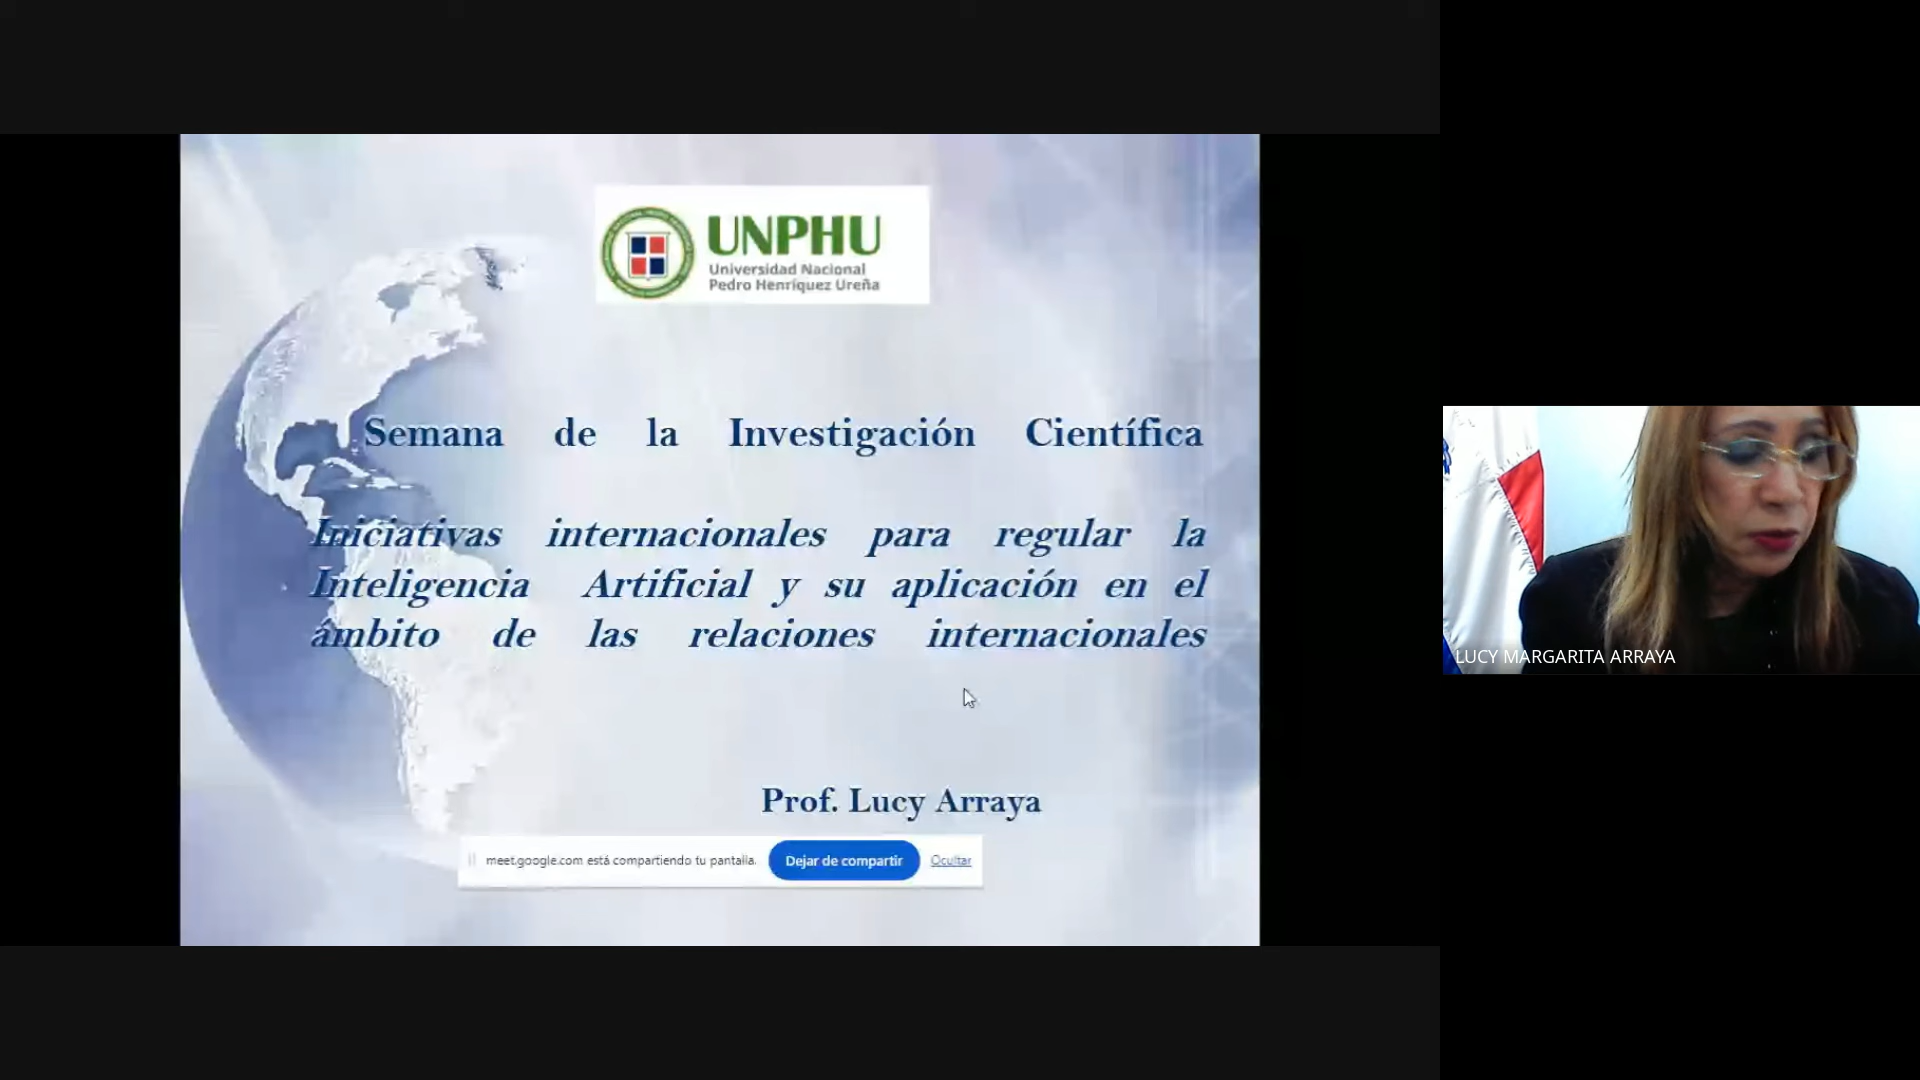 UNPHU
Universidad Nacional
Pedro Henríquez Ureña
Semana de la Investigación Científica
Iniciativas internacionales para regular la
Inteligencia Artificial y su aplicación en el
ámbito de las relaciones internacionales
Prof. Lucy Arraya
meet.google.com está compartiendo tu pantalla.
Dejar de compartir
Ocultar
LUCY MARGARITA ARRAYA